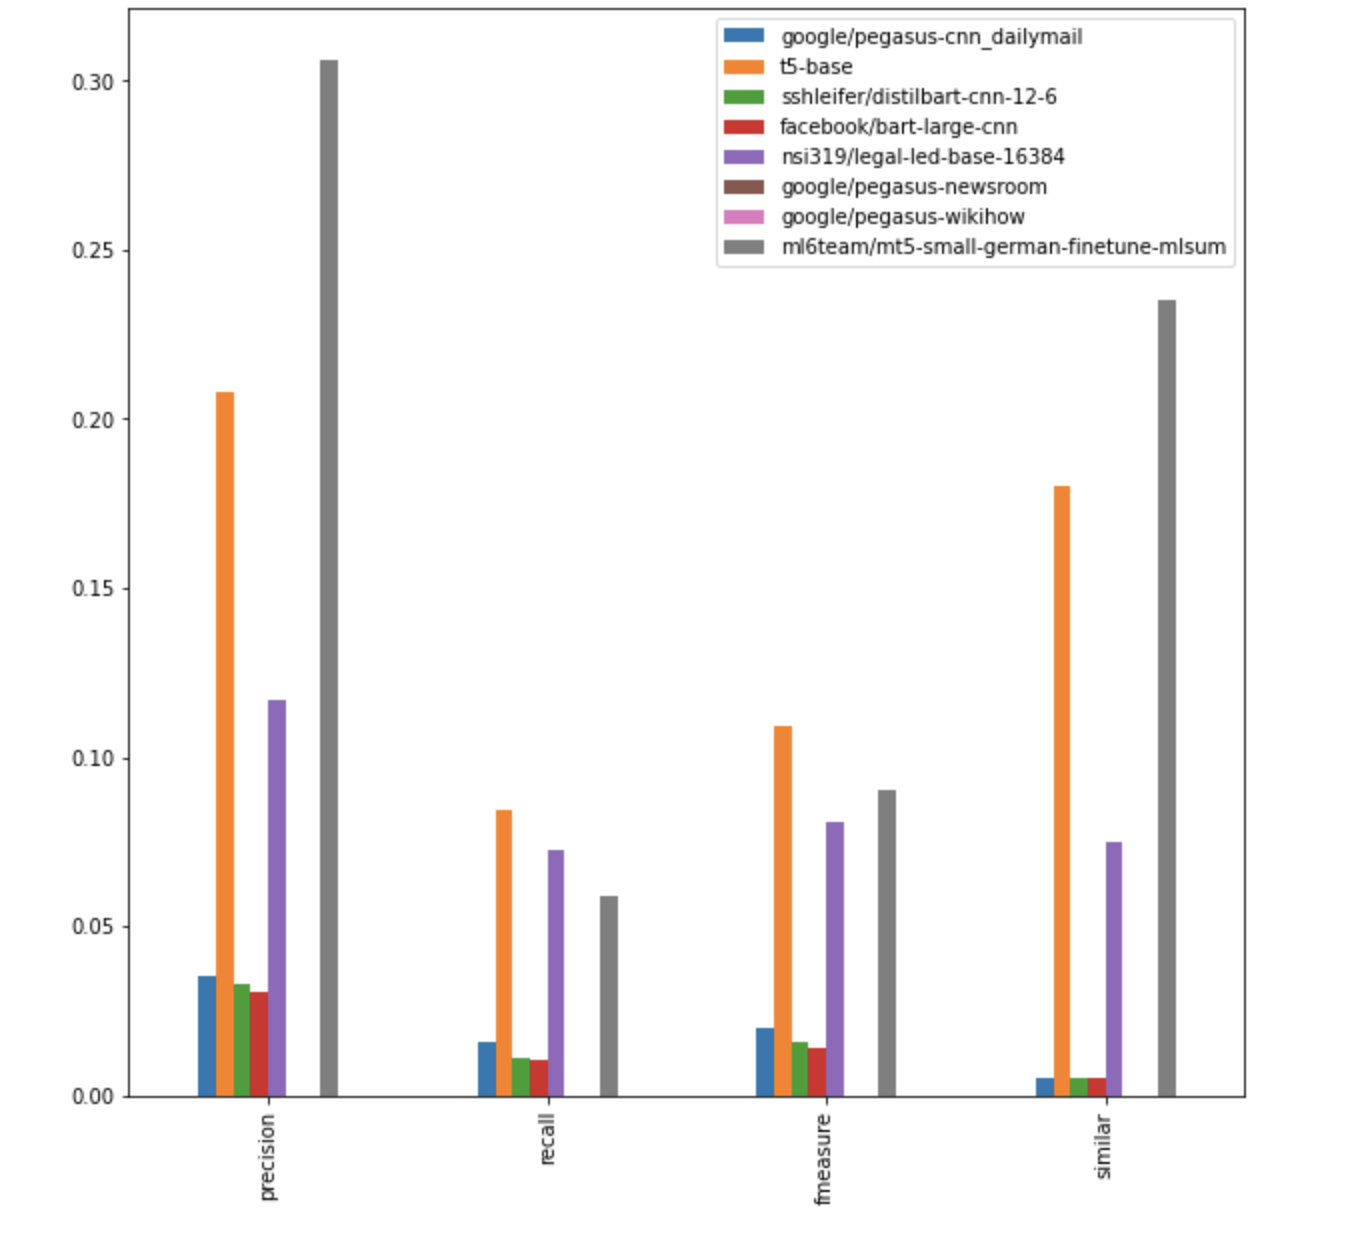 google/pegasus-cnn_dailymail
t5-base
sshleifer/distilbart-cnn-12-6
facebook/bart-large-cnn
nsi319/legal-led-base-16384
google/pegasus-newsroom
google/pegasus-wikihow
ml6team/mt5-small-german-finetune-mlsum
0.30
0.25
0.20
0.15
0.10
0.05
0.00
precision
recall
fmeasure
similar